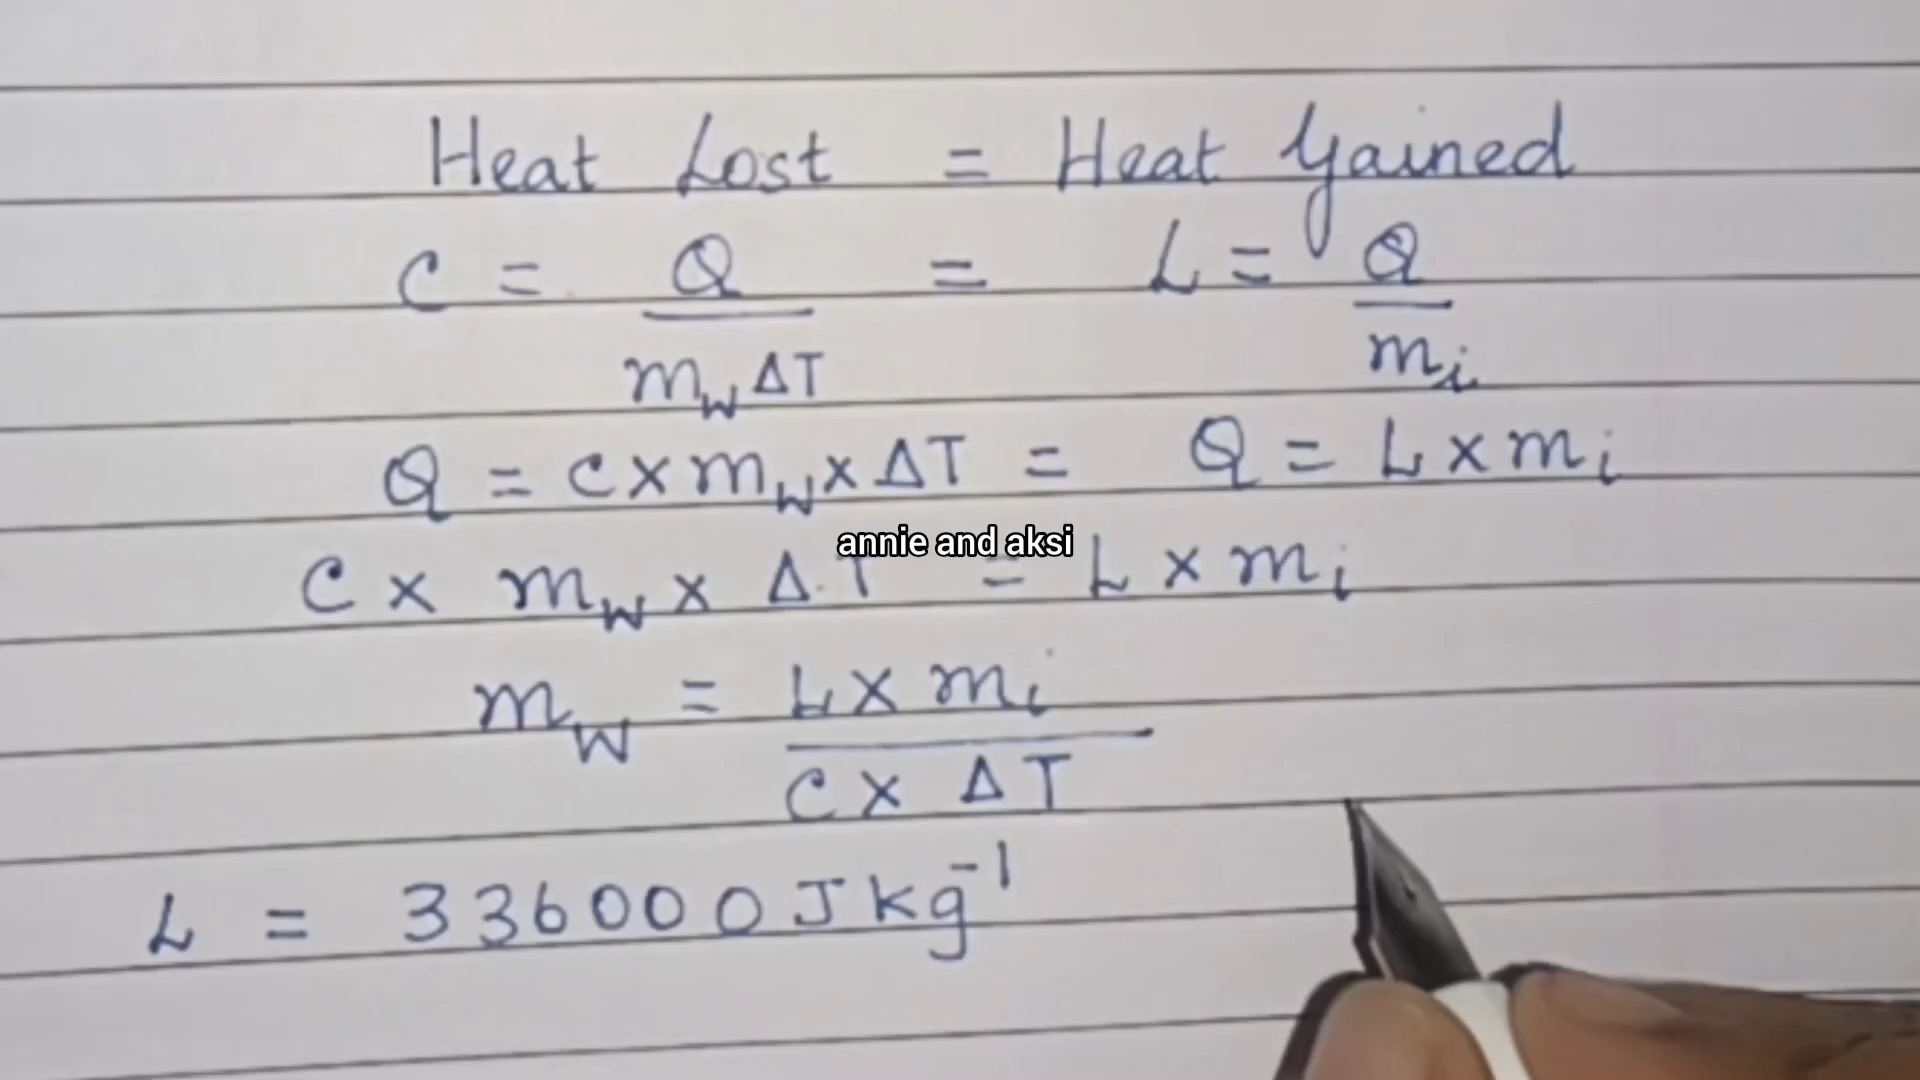 Heat Lost = Heat Gained
C = Q / m_w ΔT = L = Q / m_i
Q = C × m_w × ΔT = Q = L × m_i
annie and aksi
C × m_w × Δ.T = L × m_i
m_w = L × m_i / C × ΔT
L = 336000 J kg⁻¹